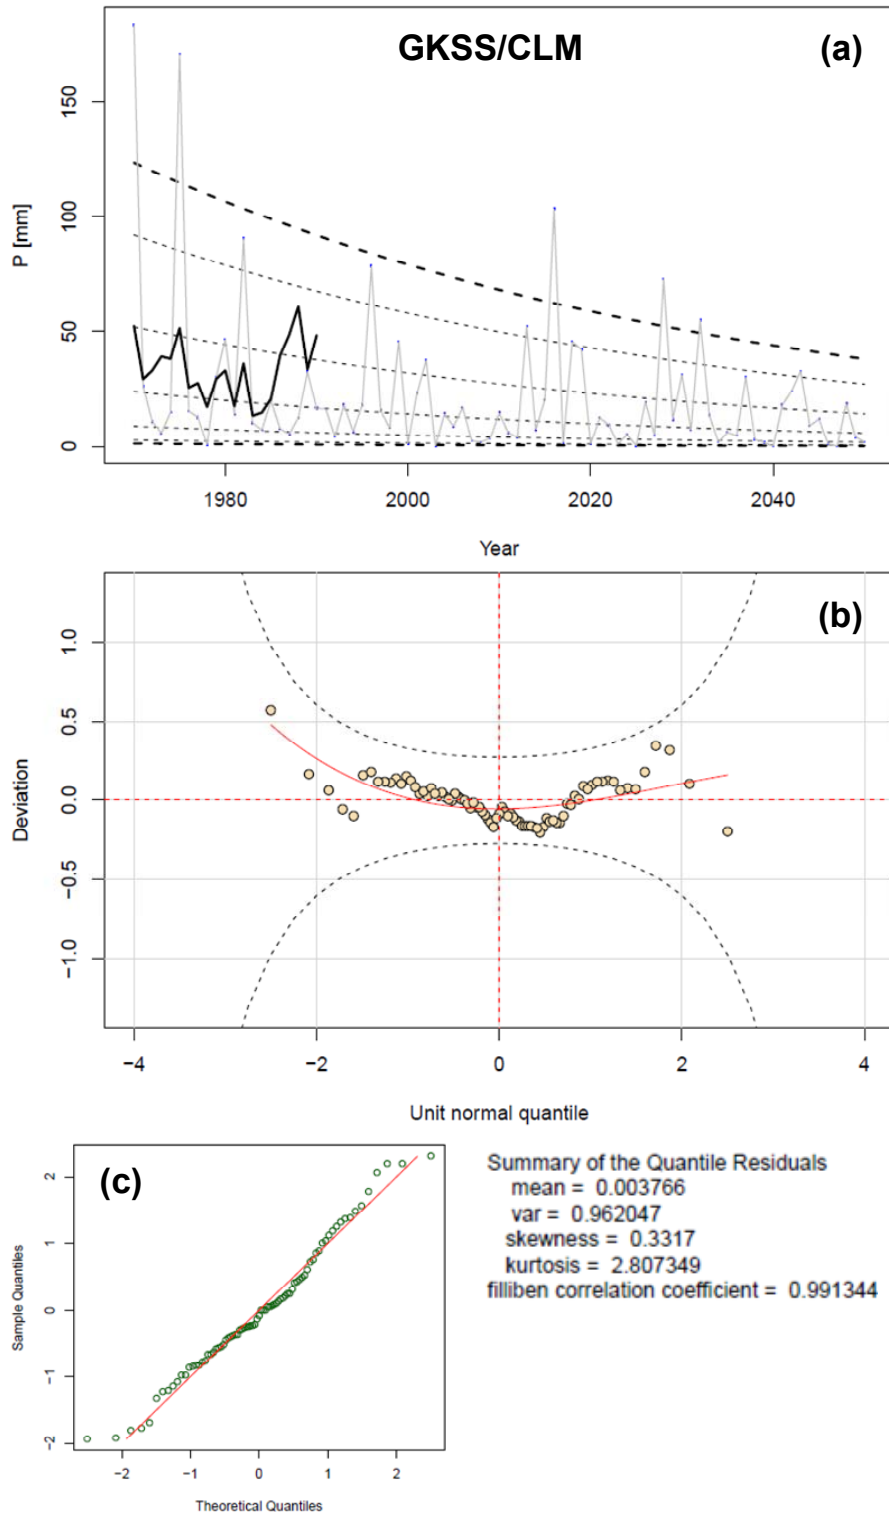 GKSS/CLM
(a)
P [mm]
150
100
50
0
1980
2000
2020
2040
Year
(b)
Deviation
1.0
0.5
0.0
−0.5
−1.0
−4
−2
0
2
4
Unit normal quantile
(c)
Sample Quantiles
2
1
0
−1
−2
−2
−1
0
1
2
Theoretical Quantiles
Summary of the Quantile Residuals
mean = 0.003766
var = 0.962047
skewness = 0.3317
kurtosis = 2.807349
filliben correlation coefficient = 0.991344